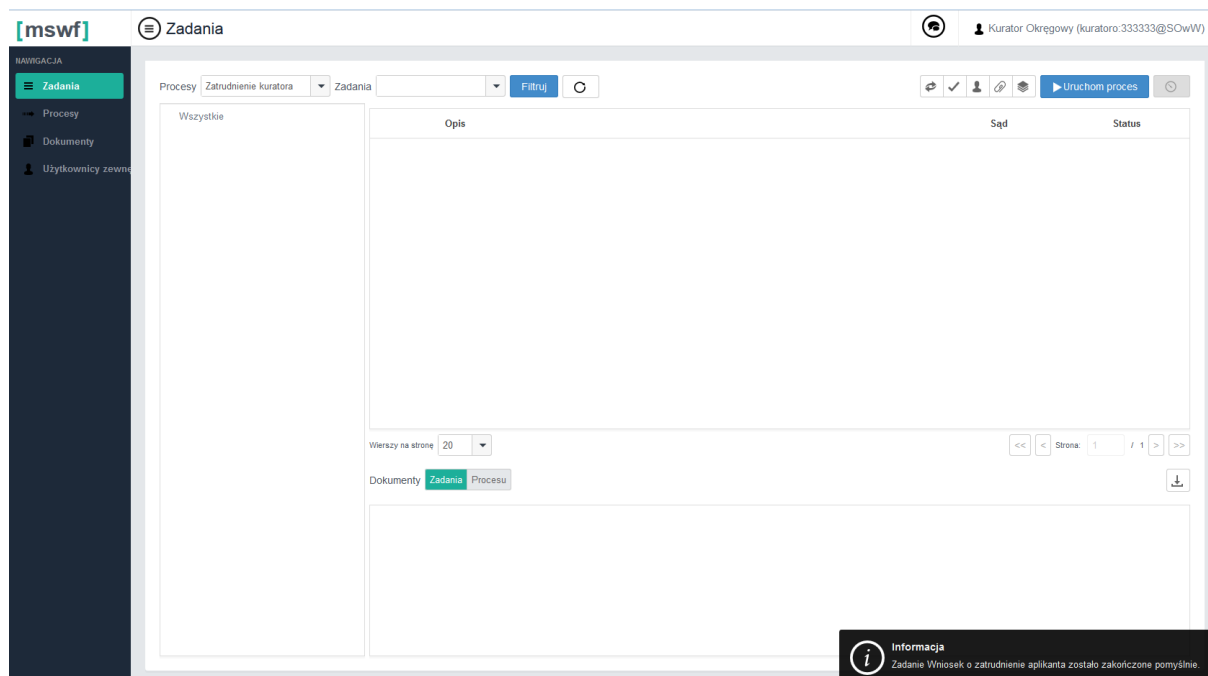 [mswf]
Zadania
Kurator Okręgowy (kuratoro:333333@SOwW)
NAWIGACJA
Zadania
Procesy
Dokumenty
Użytkownicy zewnę
Procesy Zatrudnienie kuratora Zadania Filtruj Uruchom proces
Wszystkie
Opis Sąd Status
Wierszy na stronę 20 << < Strona: 1 / 1 > >>
Dokumenty Zadania Procesu
Informacja
Zadanie Wniosek o zatrudnienie aplikanta zostało zakończone pomyślnie.